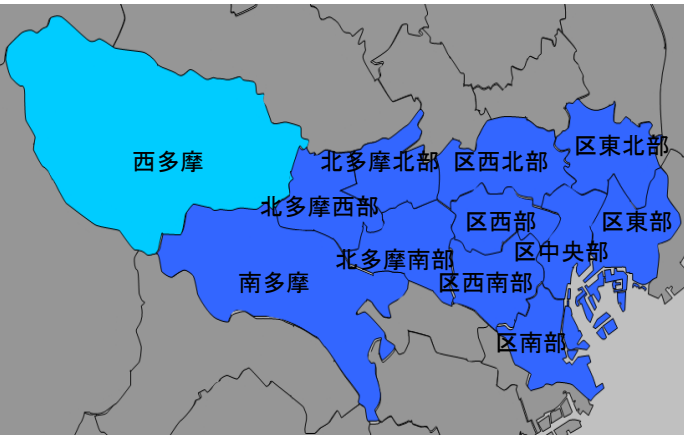 区東北部
西多摩
北多摩北部
区西北部
北多摩西部
区西部
区東部
区中央部
北多摩南部
南多摩
区西南部
区南部